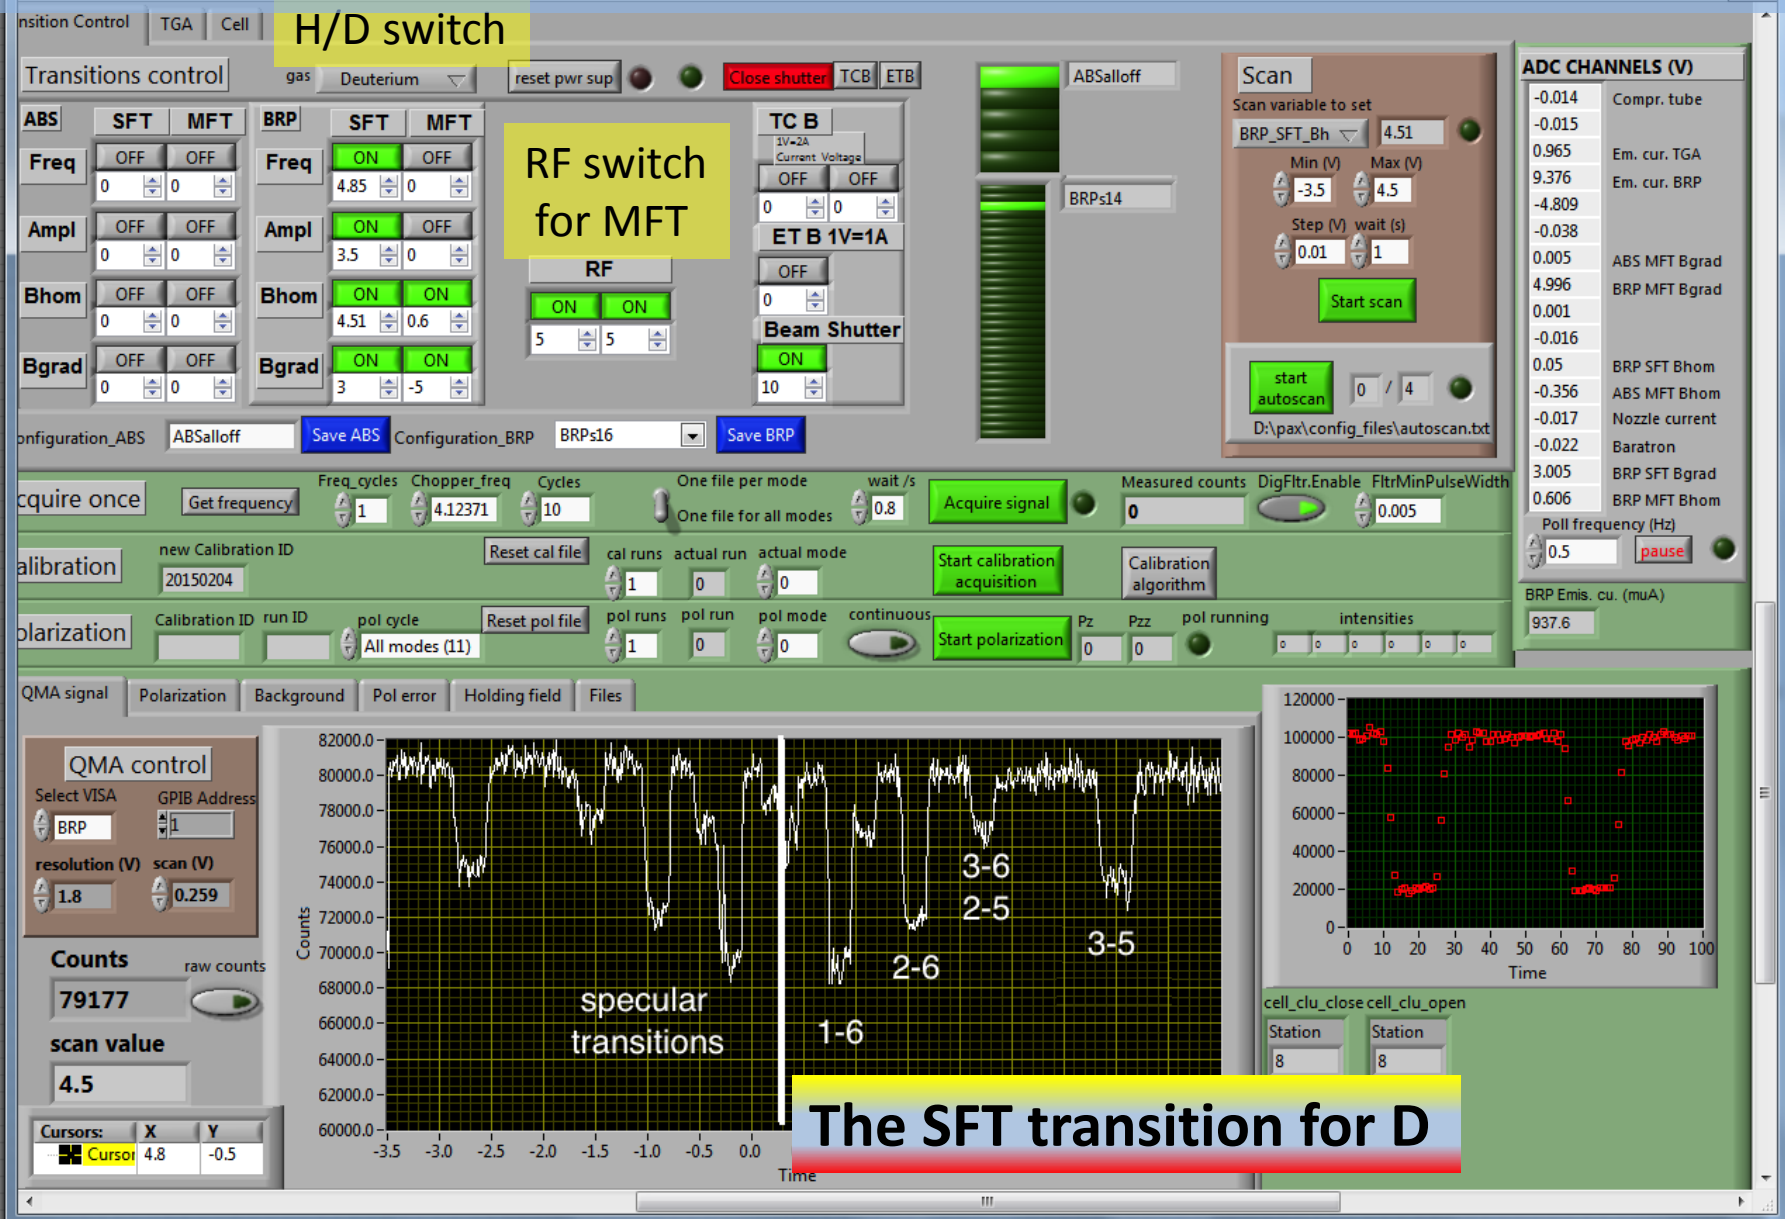 nsition Control TGA Cell
H/D switch
Transitions control gas Deuterium reset pwr sup Close shutter TCB ETB
ABS SFT MFT BRP SFT MFT
Freq OFF OFF Freq ON OFF
0 0 4.85 0
Ampl OFF OFF Ampl ON OFF
0 0 3.5 0
Bhom OFF OFF Bhom ON ON
0 0 4.51 0.6
Bgrad OFF OFF Bgrad ON ON
0 0 3 -5
RF switch
for MFT
RF
ON ON
5 5
TC B
1V=2A
Current Voltage
OFF OFF
0 0
ET B 1V=1A
OFF
0
Beam Shutter
ON
10
onfiguration_ABS ABSalloff Save ABS Configuration_BRP BRPs16 Save BRP
ABSalloff
BRPs14
Scan
Scan variable to set
BRP_SFT_Bh 4.51
Min (V) Max (V)
-3.5 4.5
Step (V) wait (s)
0.01 1
Start scan
start
autoscan 0 / 4
D:\pax\config_files\autoscan.txt
ADC CHANNELS (V)
-0.014 Compr. tube
-0.015
0.965 Em. cur. TGA
9.376 Em. cur. BRP
-4.809
-0.038
0.005 ABS MFT Bgrad
4.996 BRP MFT Bgrad
0.001
-0.016
0.05 BRP SFT Bhom
-0.356 ABS MFT Bhom
-0.017 Nozzle current
-0.022 Baratron
3.005 BRP SFT Bgrad
0.606 BRP MFT Bhom
Poll frequency (Hz)
0.5 pause
BRP Emis. cu. (muA)
937.6
cquire once Get frequency
Freq_cycles Chopper_freq Cycles
1 4.12371 10
One file per mode
One file for all modes
wait /s
0.8
Acquire signal
Measured counts DigFltr.Enable FltrMinPulseWidth
0 0.005
alibration
new Calibration ID
20150204
Reset cal file
cal runs actual run actual mode
1 0 0
Start calibration
acquisition
Calibration
algorithm
olarization
Calibration ID run ID pol cycle
All modes (11)
Reset pol file
pol runs pol run pol mode continuous
1 0 0
Start polarization
Pz Pzz pol running intensities
0 0 0 0 0 0 0 0
QMA signal Polarization Background Pol error Holding field Files
QMA control
Select VISA GPIB Address
BRP 1
resolution (V) scan (V)
1.8 0.259
Counts raw counts
79177
scan value
4.5
Cursors: X Y
Cursor 4.8 -0.5
82000.0
80000.0
78000.0
76000.0
74000.0
72000.0
70000.0
68000.0
66000.0
64000.0
62000.0
60000.0
Counts
-3.5 -3.0 -2.5 -2.0 -1.5 -1.0 -0.5 0.0
Time
specular
transitions
1-6
2-6
3-6
2-5
3-5
120000
100000
80000
60000
40000
20000
0
0 10 20 30 40 50 60 70 80 90 100
Time
cell_clu_close cell_clu_open
Station Station
8 8
The SFT transition for D